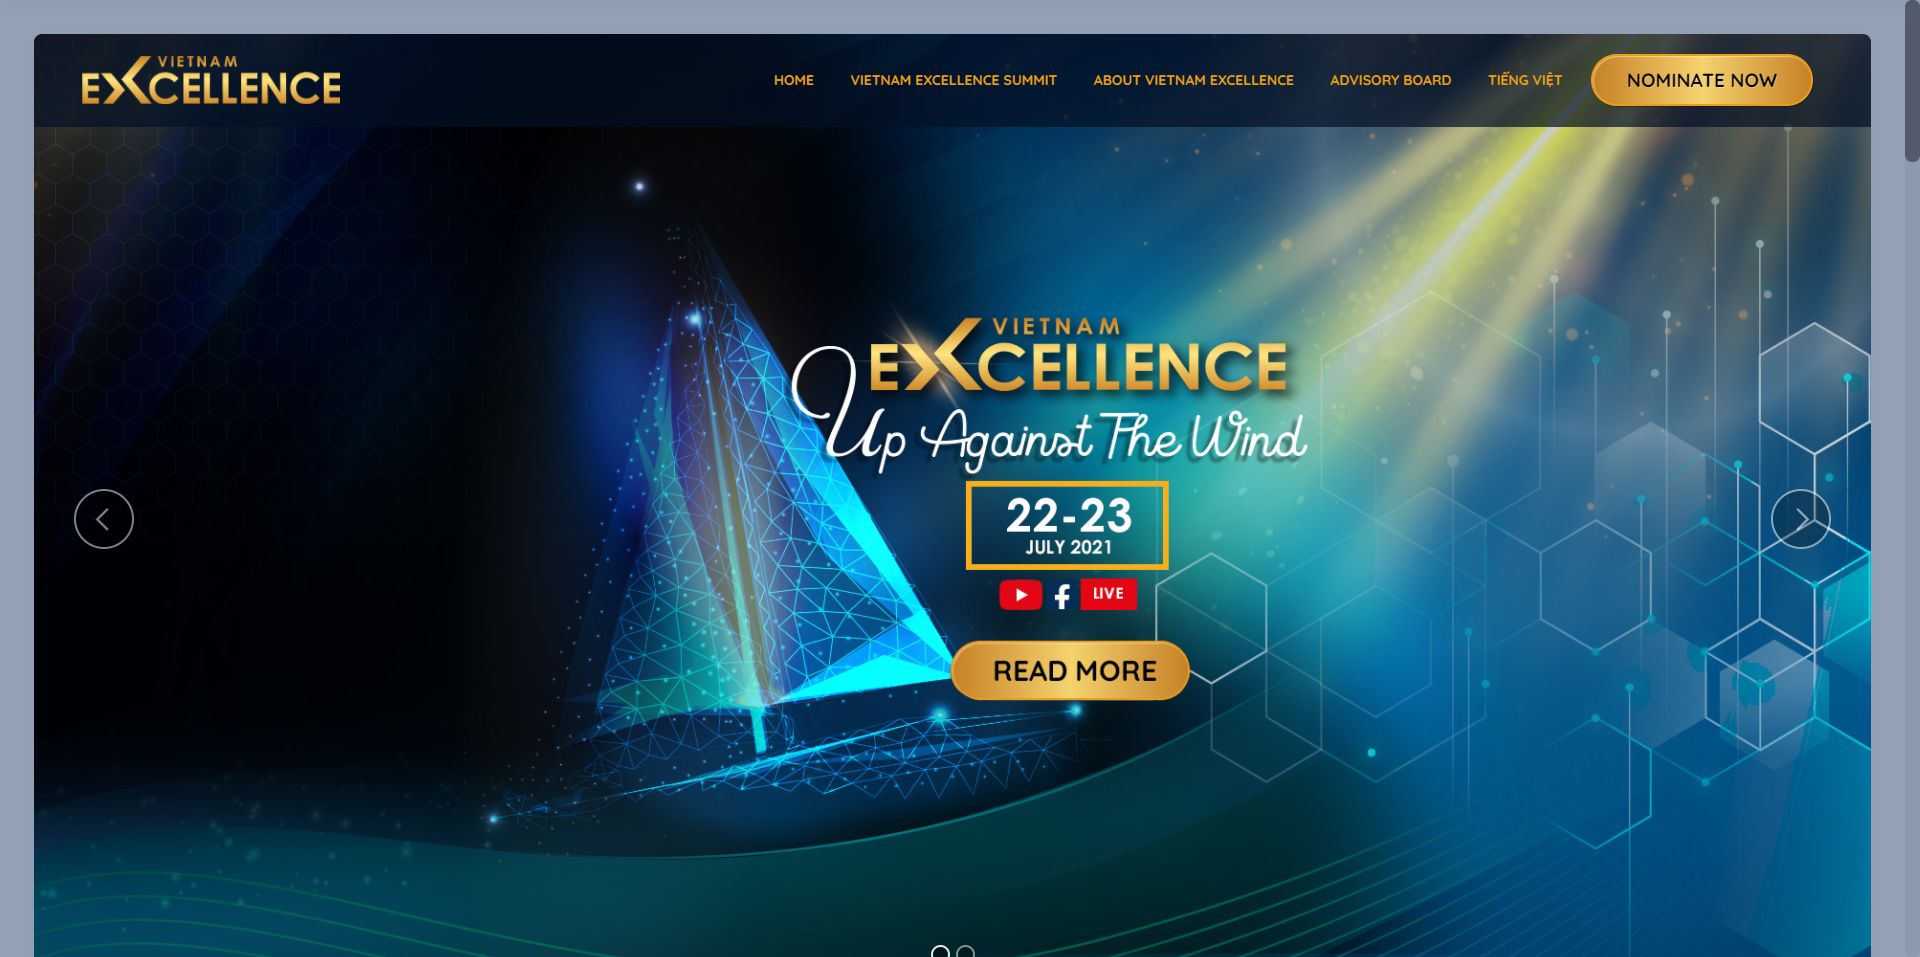 VIETNAM
EXCELLENCE
HOME
VIETNAM EXCELLENCE SUMMIT
ABOUT VIETNAM EXCELLENCE
ADVISORY BOARD
TIẾNG VIỆT
NOMINATE NOW
VIETNAM
EXCELLENCE
Up Against The Wind
22-23
JULY 2021
LIVE
READ MORE